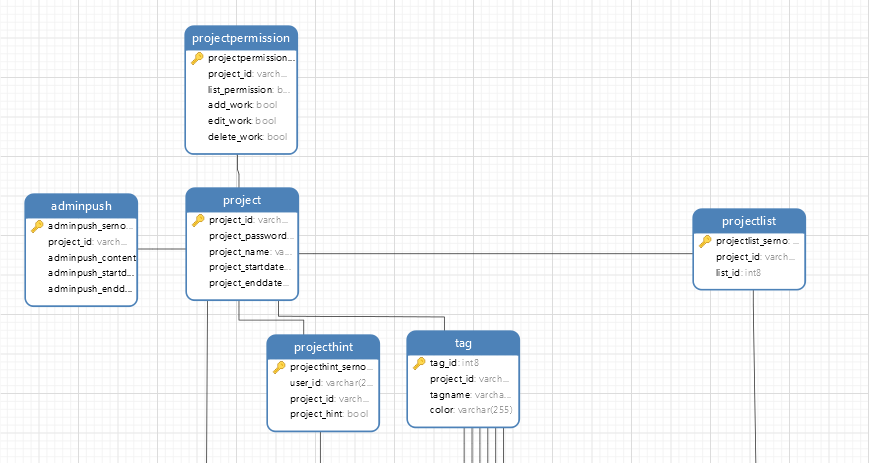 projectpermission
projectpermission...
project_id: varch...
list_permission: b...
add_work: bool
edit_work: bool
delete_work: bool
adminpush
adminpush_serno...
project_id: varch...
adminpush_content
adminpush_startd...
adminpush_endd...
project
project_id: varch...
project_password...
project_name: va...
project_startdate...
project_enddate...
projectlist
projectlist_serno: ...
project_id: varch...
list_id: int8
projecthint
projecthint_serno...
user_id: varchar(2...
project_id: varch...
project_hint: bool
tag
tag_id: int8
project_id: varch...
tagname: varcha...
color: varchar(255)